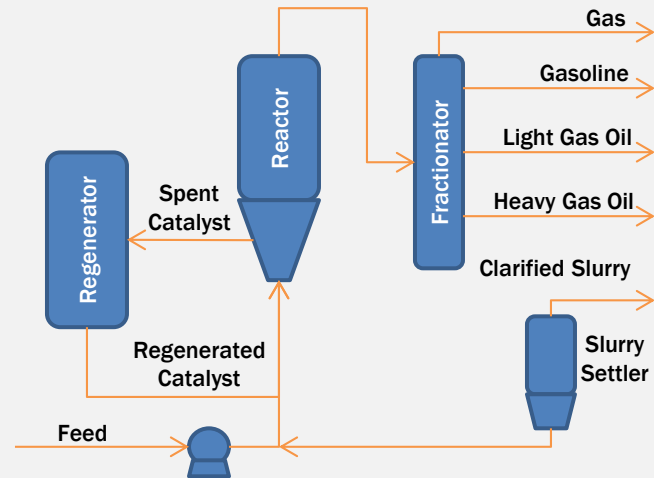 Gas
Gasoline
Reactor
Fractionator
Light Gas Oil
Regenerator
Spent
Catalyst
Heavy Gas Oil
Clarified Slurry
Regenerated
Catalyst
Slurry
Settler
Feed